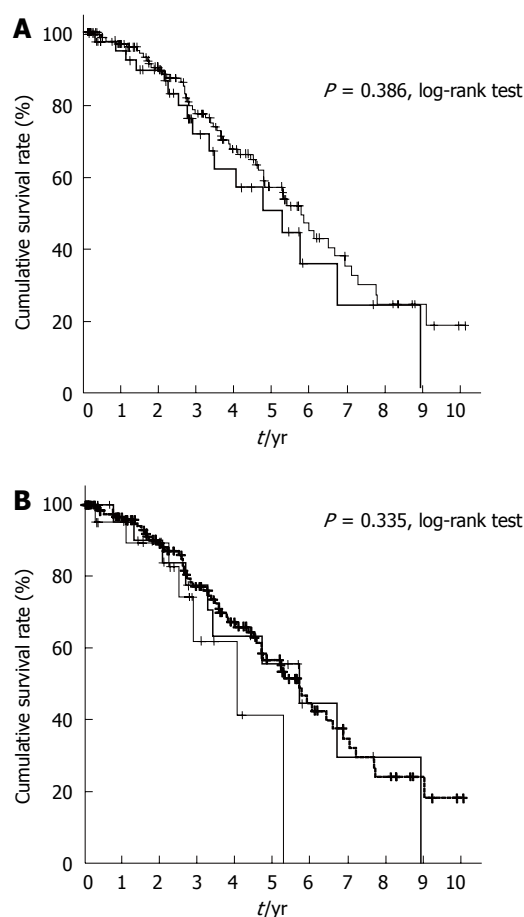 A
100
80
60
40
20
0
Cumulative survival rate (%)
P = 0.386, log-rank test
0 1 2 3 4 5 6 7 8 9 10
t/yr
B
100
80
60
40
20
0
Cumulative survival rate (%)
P = 0.335, log-rank test
0 1 2 3 4 5 6 7 8 9 10
t/yr